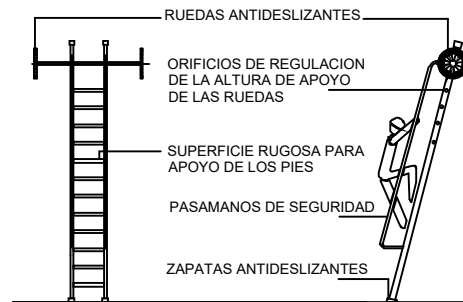 RUEDAS ANTIDESLIZANTES
ORIFICIOS DE REGULACION
DE LA ALTURA DE APOYO
DE LAS RUEDAS
SUPERFICIE RUGOSA PARA
APOYO DE LOS PIES
PASAMANOS DE SEGURIDAD
ZAPATAS ANTIDESLIZANTES